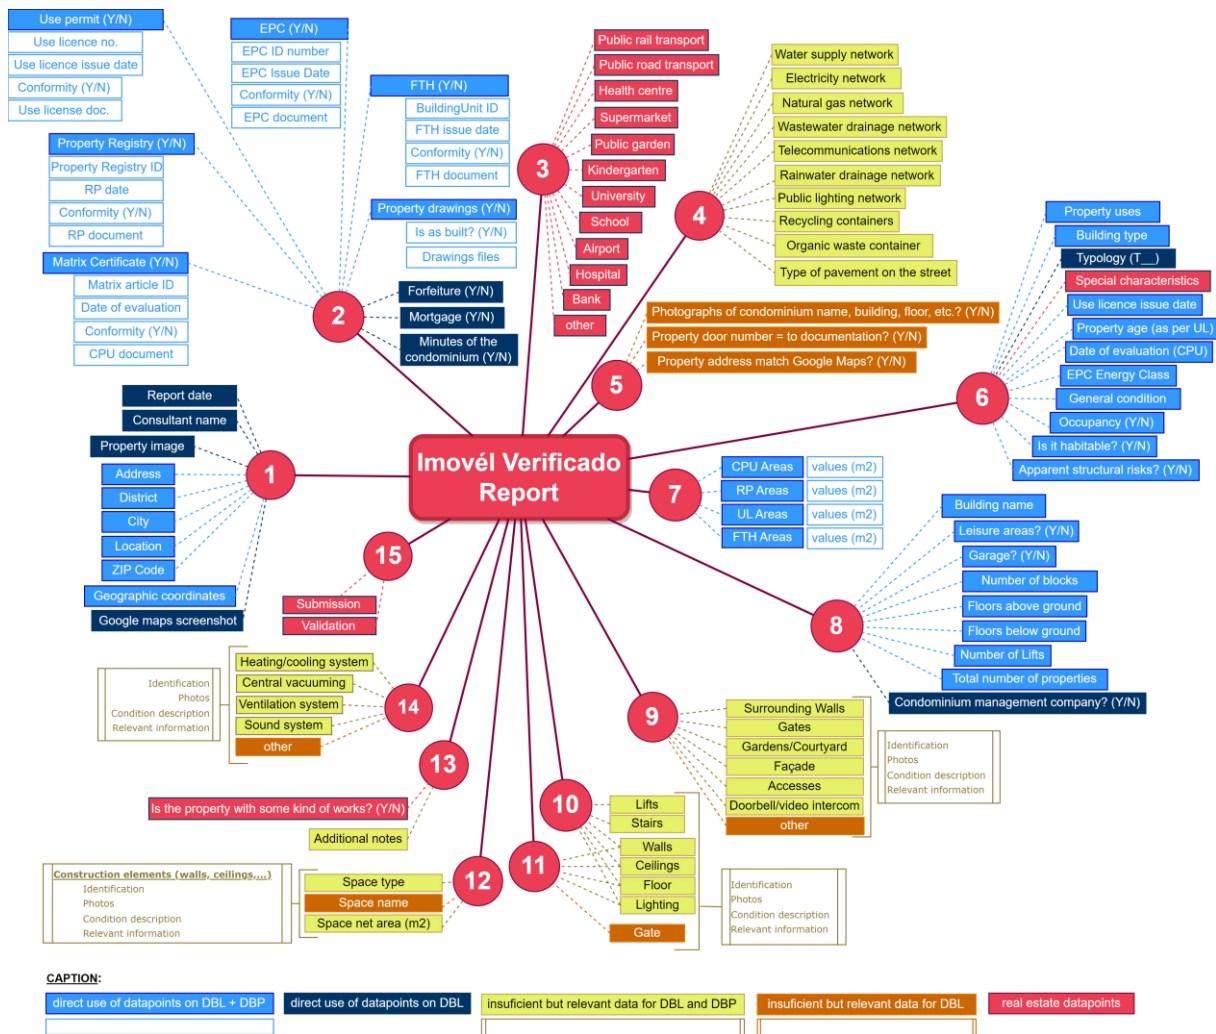 Use permit (Y/N)
Use licence no.
Use licence issue date
Conformity (Y/N)
Use license doc.
EPC (Y/N)
EPC ID number
EPC Issue Date
Conformity (Y/N)
EPC document
FTH (Y/N)
BuildingUnit ID
FTH issue date
Conformity (Y/N)
FTH document
Property Registry (Y/N)
Property Registry ID
RP date
Conformity (Y/N)
RP document
Property drawings (Y/N)
Is as built? (Y/N)
Drawings files
Matrix Certificate (Y/N)
Matrix article ID
Date of evaluation
Conformity (Y/N)
CPU document
Forfeiture (Y/N)
Mortgage (Y/N)
Minutes of the
condominium (Y/N)
2
Public rail transport
Public road transport
Health centre
Supermarket
Public garden
Kindergarten
University
School
Airport
Hospital
Bank
other
3
Water supply network
Electricity network
Natural gas network
Wastewater drainage network
Telecommunications network
Rainwater drainage network
Public lighting network
Recycling containers
Organic waste container
Type of pavement on the street
4
Photographs of condominium name, building, floor, etc.? (Y/N)
Property door number = to documentation? (Y/N)
Property address match Google Maps? (Y/N)
5
Property uses
Building type
Typology (T__)
Special characteristics
Use licence issue date
Property age (as per UL)
Date of evaluation (CPU)
EPC Energy Class
General condition
Occupancy (Y/N)
Is it habitable? (Y/N)
Apparent structural risks? (Y/N)
6
Report date
Consultant name
Property image
Address
District
City
Location
ZIP Code
Geographic coordinates
Google maps screenshot
1
Imovél Verificado
Report
7
CPU Areas values (m2)
RP Areas values (m2)
UL Areas values (m2)
FTH Areas values (m2)
Building name
Leisure areas? (Y/N)
Garage? (Y/N)
Number of blocks
Floors above ground
Floors below ground
Number of Lifts
Total number of properties
Condominium management company? (Y/N)
8
15
Submission
Validation
Heating/cooling system
Central vacuuming
Ventilation system
Sound system
other
14
Identification
Photos
Condition description
Relevant information
9
Surrounding Walls
Gates
Gardens/Courtyard
Façade
Accesses
Doorbell/video intercom
other
Identification
Photos
Condition description
Relevant information
13
Is the property with some kind of works? (Y/N)
Additional notes
10
11
Lifts
Stairs
Walls
Ceilings
Floor
Lighting
Gate
Identification
Photos
Condition description
Relevant information
12
Space type
Space name
Space net area (m2)
Construction elements (walls, ceilings,...)
Identification
Photos
Condition description
Relevant information
CAPTION:
direct use of datapoints on DBL + DBP
direct use of datapoints on DBL
insuficient but relevant data for DBL and DBP
insuficient but relevant data for DBL
real estate datapoints